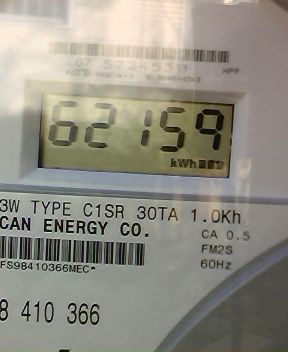 62159
kWh
3W TYPE C1SR 30TA 1.0Kh
CAN ENERGY CO.
CA 0.5
FM2S
60Hz
FS98410366MEC*
8 410 366